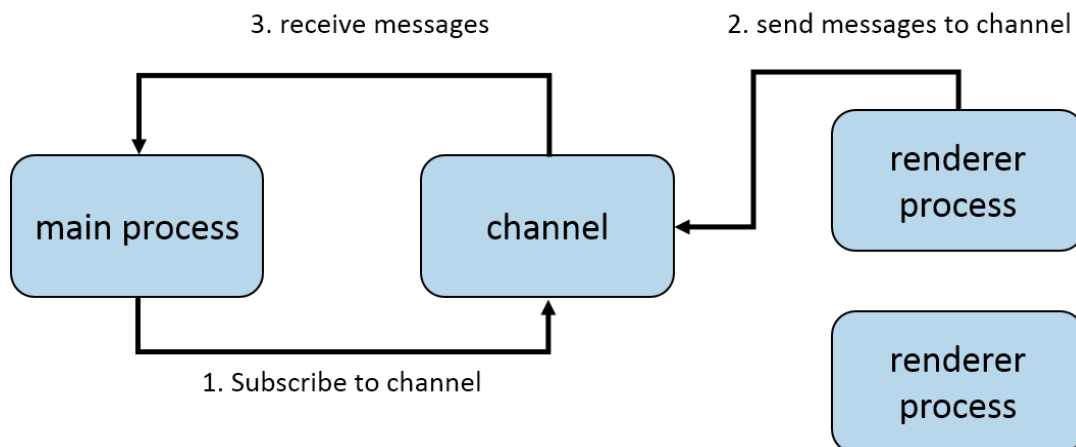 3. receive messages
2. send messages to channel
main process
channel
renderer
process
1. Subscribe to channel
renderer
process